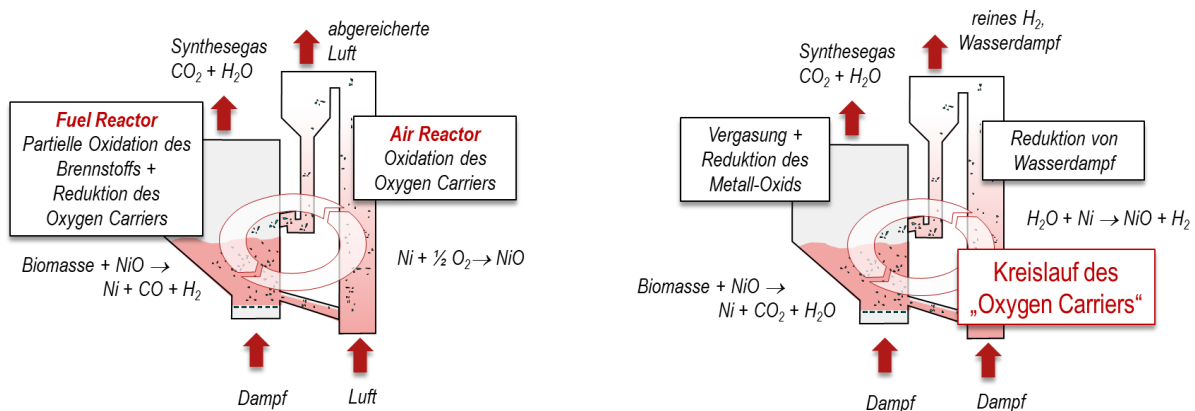 abgereicherte
Luft
Synthesegas
CO₂ + H₂O
Fuel Reactor
Partielle Oxidation des
Brennstoffs +
Reduktion des
Oxygen Carriers
Air Reactor
Oxidation des
Oxygen Carriers
Biomasse + NiO →
Ni + CO + H₂
Ni + ½ O₂→ NiO
Dampf
Luft
reines H₂,
Wasserdampf
Synthesegas
CO₂ + H₂O
Vergasung +
Reduktion des
Metall-Oxids
Reduktion von
Wasserdampf
H₂O + Ni → NiO + H₂
Biomasse + NiO →
Ni + CO₂ + H₂O
Kreislauf des
„Oxygen Carriers“
Dampf
Dampf